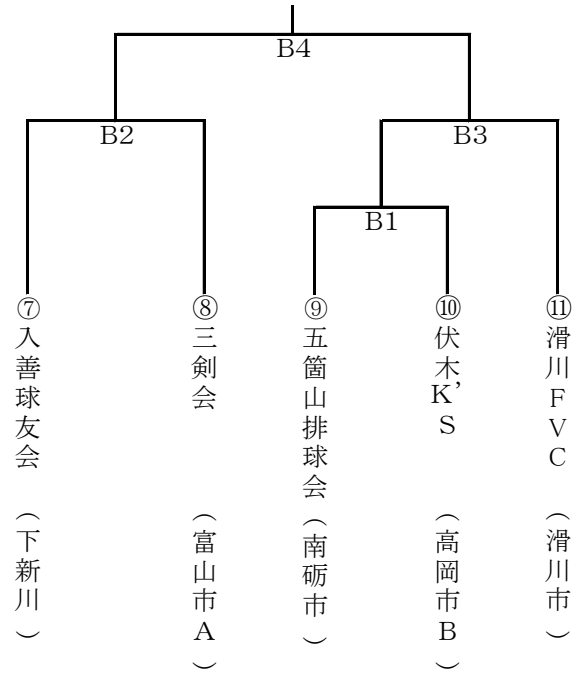 B4
B2
B3
B1
⑦入善球友会（下新川）
⑧三剣会（富山市A）
⑨五箇山排球会（南砺市）
⑩伏木K’S（高岡市B）
⑪滑川FVC（滑川市）